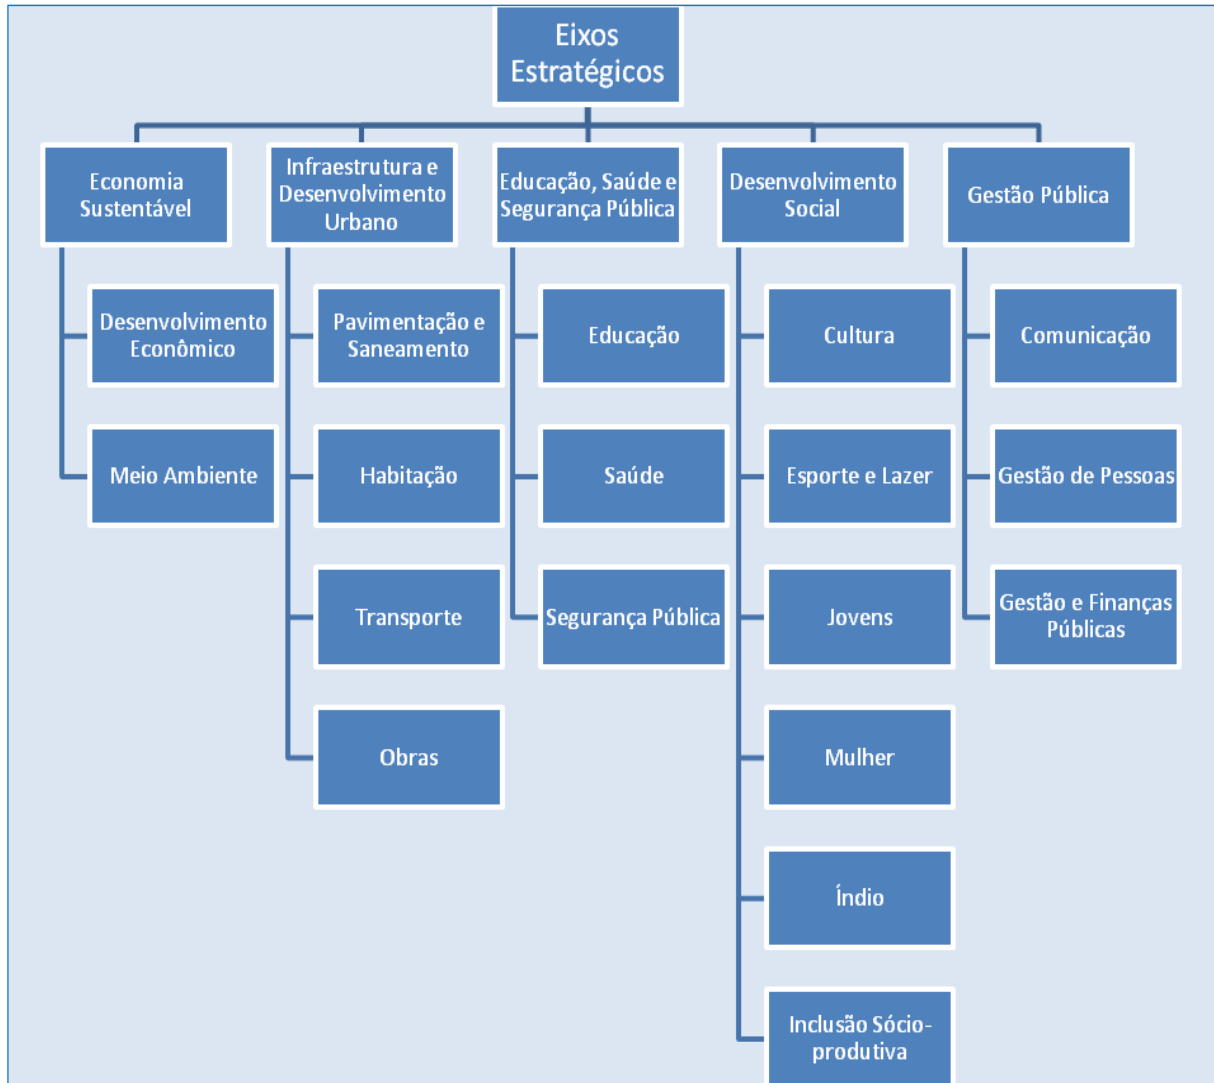 Eixos
Estratégicos
Economia
Sustentável
Infraestrutura e
Desenvolvimento
Urbano
Educação, Saúde e
Segurança Pública
Desenvolvimento
Social
Gestão Pública
Desenvolvimento
Econômico
Meio Ambiente
Pavimentação e
Saneamento
Habitação
Transporte
Obras
Educação
Saúde
Segurança Pública
Cultura
Esporte e Lazer
Jovens
Mulher
Índio
Inclusão Sócio-
produtiva
Comunicação
Gestão de Pessoas
Gestão e Finanças
Públicas